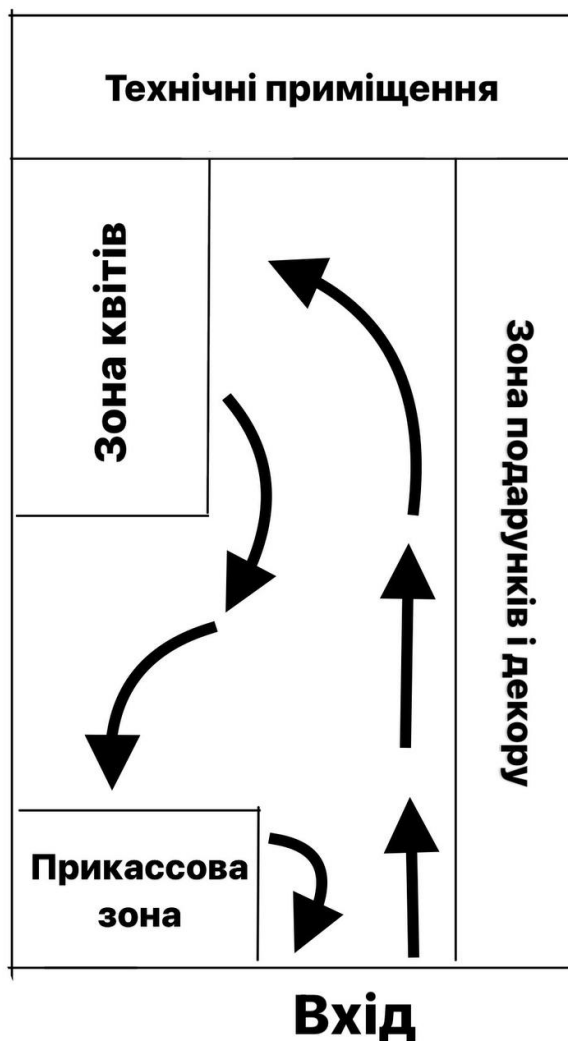 Технічні приміщення
Зона квітів
Зона подарунків і декору
Прикассова
зона
Вхід